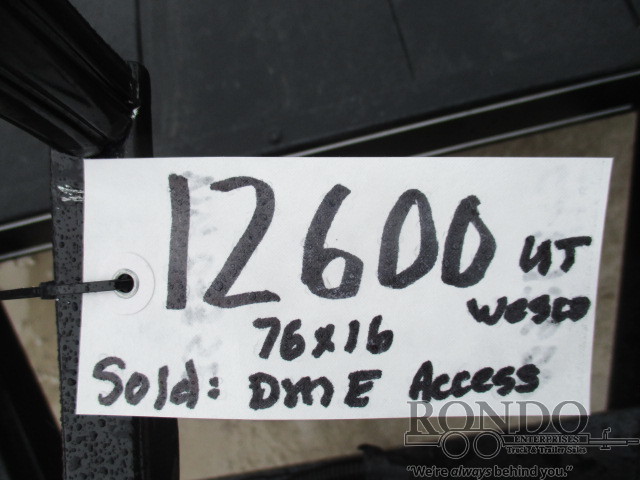 12600 UT
Wesco
76x16
Sold: DME Access
RONDO
ENTERPRISES
Truck & Trailer Sales
"We're always behind you."